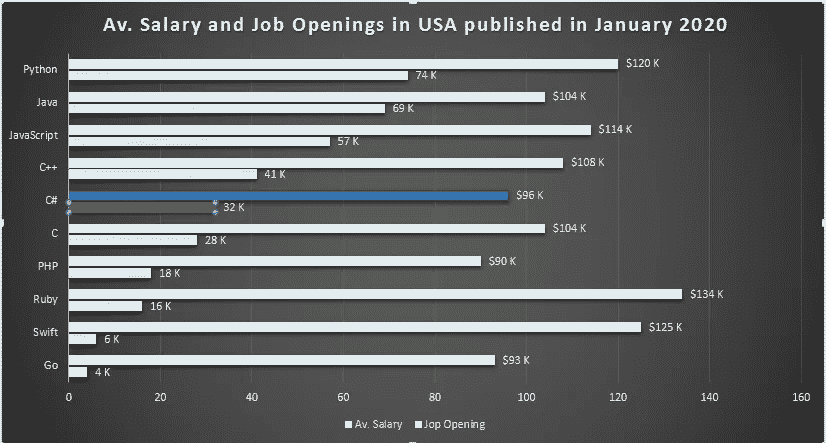 Av. Salary and Job Openings in USA published in January 2020
Python
$120 K
74 K
Java
$104 K
69 K
JavaScript
$114 K
57 K
C++
$108 K
41 K
C#
$96 K
32 K
C
$104 K
28 K
PHP
$90 K
18 K
Ruby
$134 K
16 K
Swift
$125 K
6 K
Go
$93 K
4 K
0 20 40 60 80 100 120 140 160
Av. Salary Jop Opening